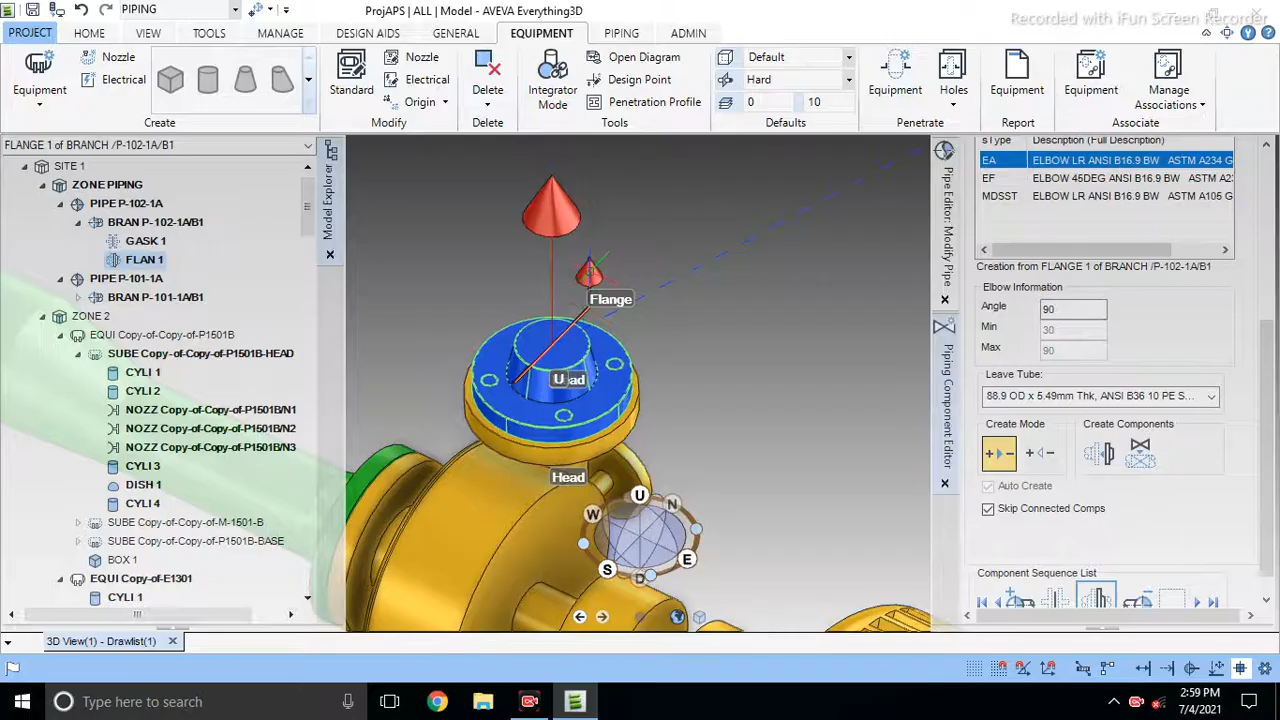 PIPING
ProjAPS | ALL | Model - AVEVA Everything3D
Recorded with iFun Screen Recorder
PROJECT HOME VIEW TOOLS MANAGE DESIGN AIDS GENERAL EQUIPMENT PIPING ADMIN
Equipment
Nozzle
Electrical
Create
Standard
Nozzle
Electrical
Origin
Modify
Delete
Delete
Integrator Mode
Open Diagram
Design Point
Penetration Profile
Tools
Default
Hard
0 10
Defaults
Equipment
Holes
Penetrate
Equipment
Report
Equipment
Manage Associations
Associate
FLANGE 1 of BRANCH /P-102-1A/B1
SITE 1
ZONE PIPING
PIPE P-102-1A
BRAN P-102-1A/B1
GASK 1
FLAN 1
PIPE P-101-1A
BRAN P-101-1A/B1
ZONE 2
EQUI Copy-of-Copy-of-P1501B
SUBE Copy-of-Copy-of-P1501B-HEAD
CYLI 1
CYLI 2
NOZZ Copy-of-Copy-of-P1501B/N1
NOZZ Copy-of-Copy-of-P1501B/N2
NOZZ Copy-of-Copy-of-P1501B/N3
CYLI 3
DISH 1
CYLI 4
SUBE Copy-of-Copy-of-M-1501-B
SUBE Copy-of-Copy-of-P1501B-BASE
BOX 1
EQUI Copy-of-E1301
CYLI 1
Model Explorer
Flange
U ad
Head
U
N
W
E
S
D
Pipe Editor: Modify Pipe
Piping Component Editor
sType Description (Full Description)
EA ELBOW LR ANSI B16.9 BW ASTM A234 G
EF ELBOW 45DEG ANSI B16.9 BW ASTM A2
MDSST ELBOW LR ANSI B16.9 BW ASTM A106 G
Creation from FLANGE 1 of BRANCH /P-102-1A/B1
Elbow Information
Angle 90
Min 30
Max 90
Leave Tube:
88.9 OD x 5.49mm Thk, ANSI B36 10 PE S...
Create Mode Create Components
Auto Create
Skip Connected Comps
Component Sequence List
3D View(1) - Drawlist(1)
Type here to search
2:59 PM
7/4/2021